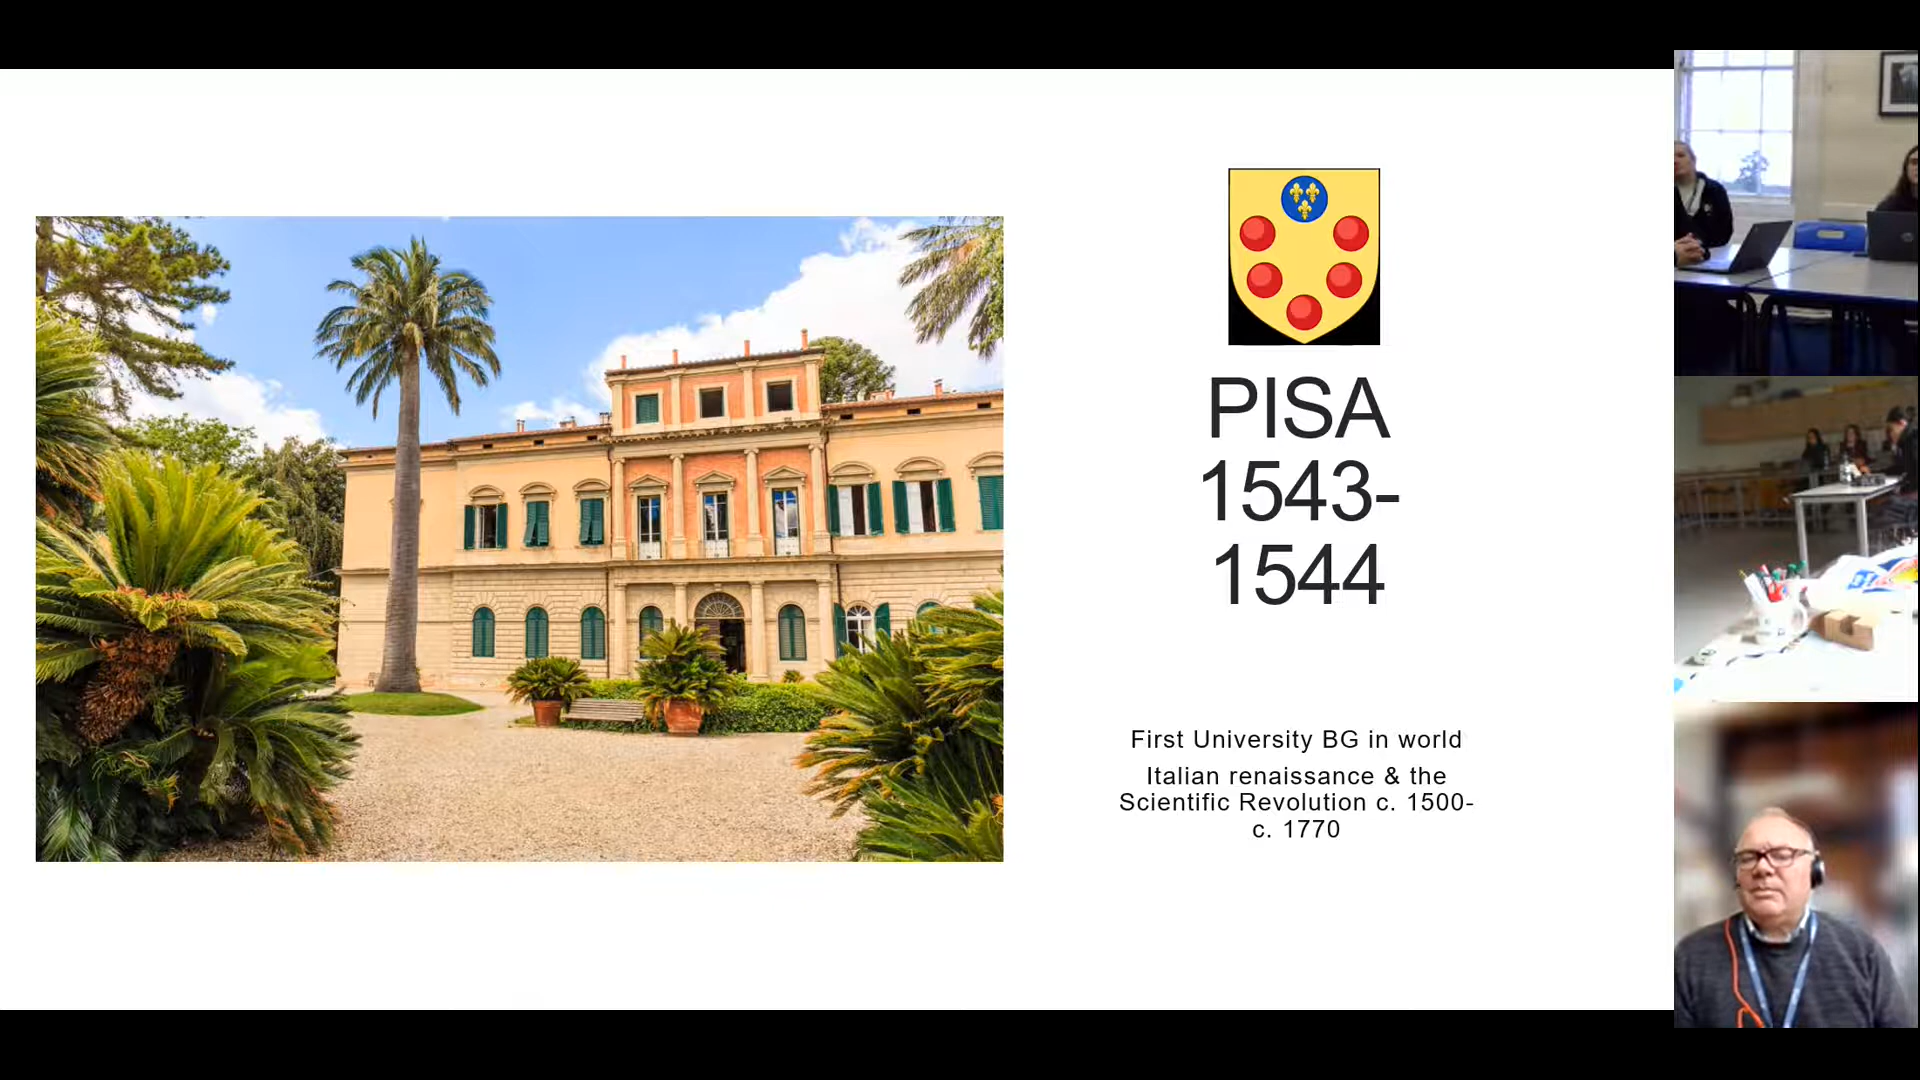 PISA
1543-
1544
First University BG in world
Italian renaissance & the
Scientific Revolution c. 1500-
c. 1770